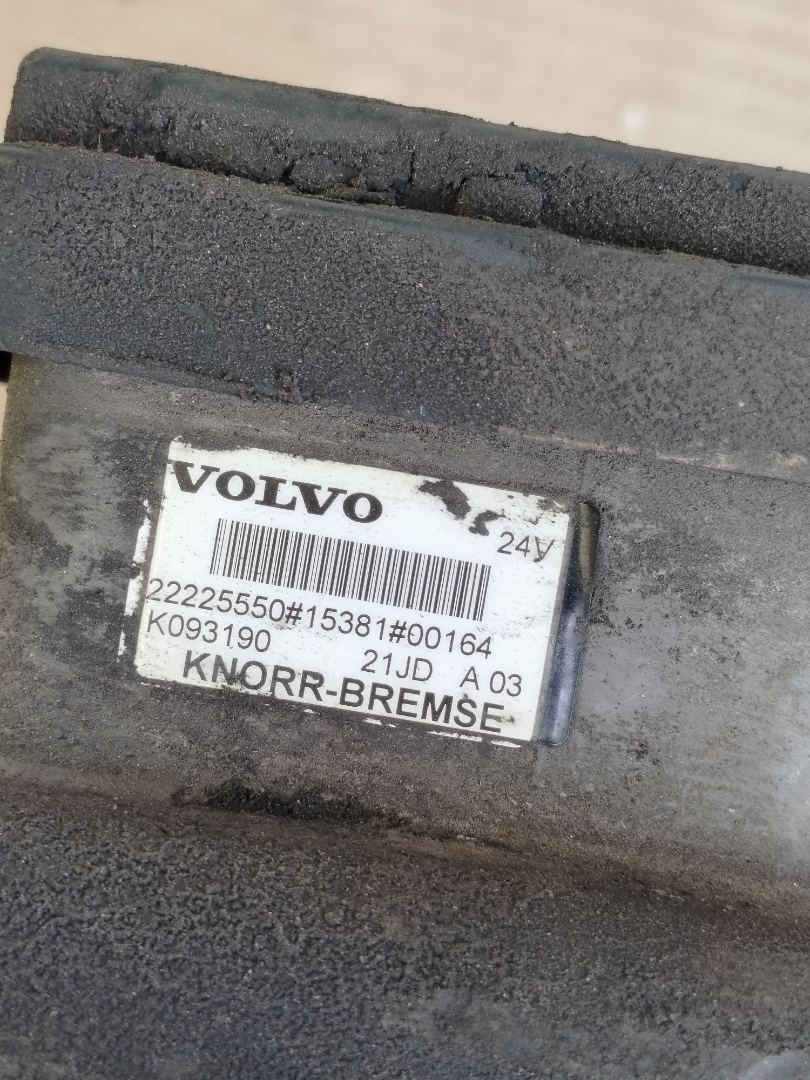 VOLVO
24V
22225550#15381#00164
K093190 21JD A 03
KNORR-BREMSE